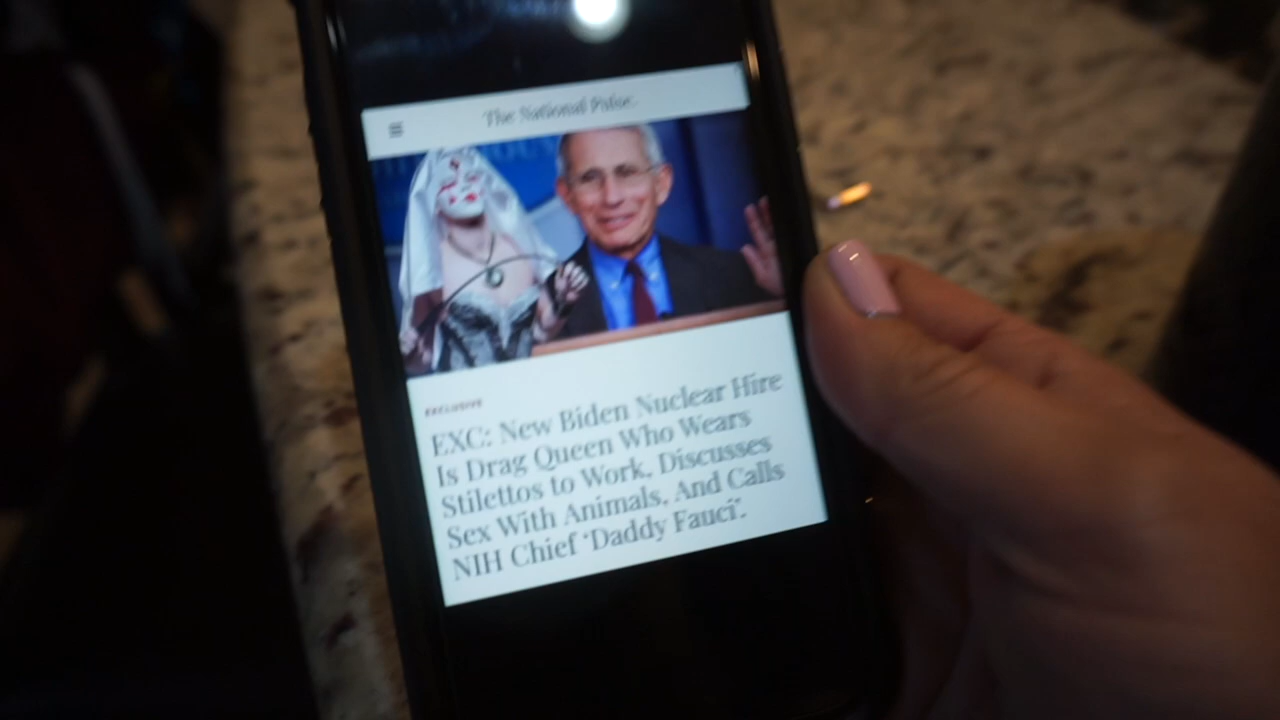 The National Pulse.
EXCLUSIVE
EXC: New Biden Nuclear Hire
Is Drag Queen Who Wears
Stilettos to Work, Discusses
Sex With Animals, And Calls
NIH Chief ‘Daddy Fauci’.